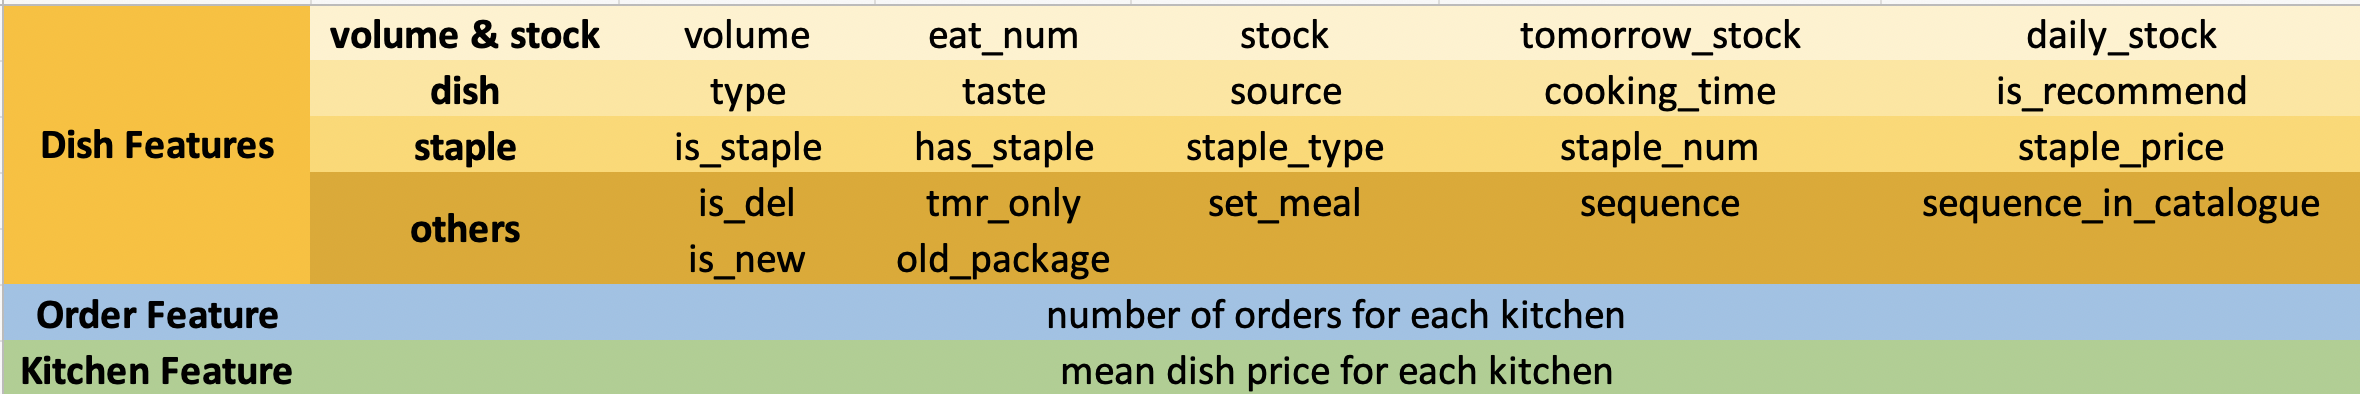 volume & stock volume eat_num stock tomorrow_stock daily_stock
dish type taste source cooking_time is_recommend
Dish Features
staple is_staple has_staple staple_type staple_num staple_price
others
is_del tmr_only set_meal sequence sequence_in_catalogue
is_new old_package
Order Feature number of orders for each kitchen
Kitchen Feature mean dish price for each kitchen